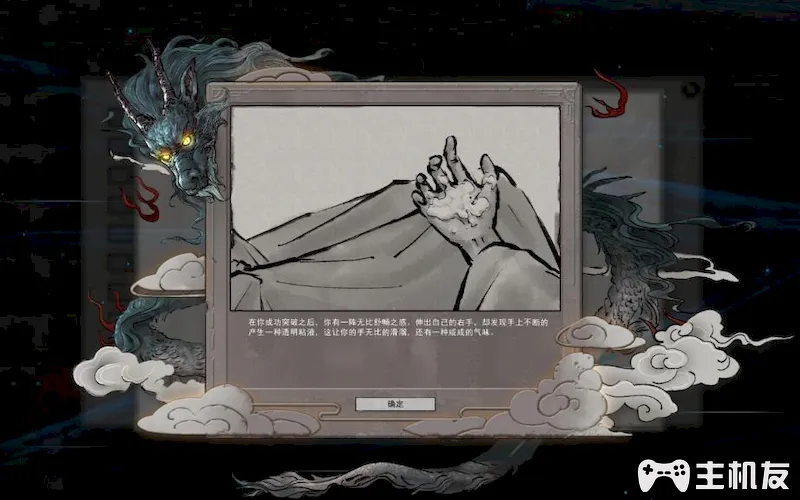 在你成功突破之后，你有一阵无比舒畅之感，伸出自己的右手，却发现手上不断的
产生一种透明粘液，这让你的手无比的滑溜，还有一种咸咸的气味。
确定
主机友